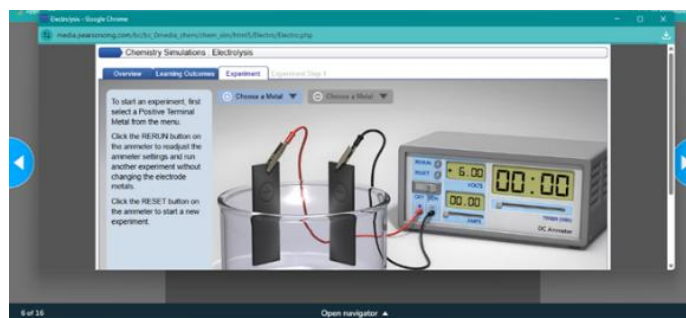 Electrolysis - Google Chrome
media.pearsoncmg.com/bc/bc_0media_chem/chem_sim/html5/Electro/Electro.php
Chemistry Simulations : Electrolysis
Overview Learning Outcomes Experiment Experiment Step 1
Choose a Metal Choose a Metal
To start an experiment, first
select a Positive Terminal
Metal from the menu.
Click the RERUN button on
the ammeter to readjust the
ammeter settings and run
another experiment without
changing the electrode
metals.
Click the RESET button on
the ammeter to start a new
experiment.
RERUN
RESET
+ 6.00
VOLTS
00:00
OFF ON
00.00
AMPS
TIMER (MIN)
DC Ammeter
6 of 16
Open navigator